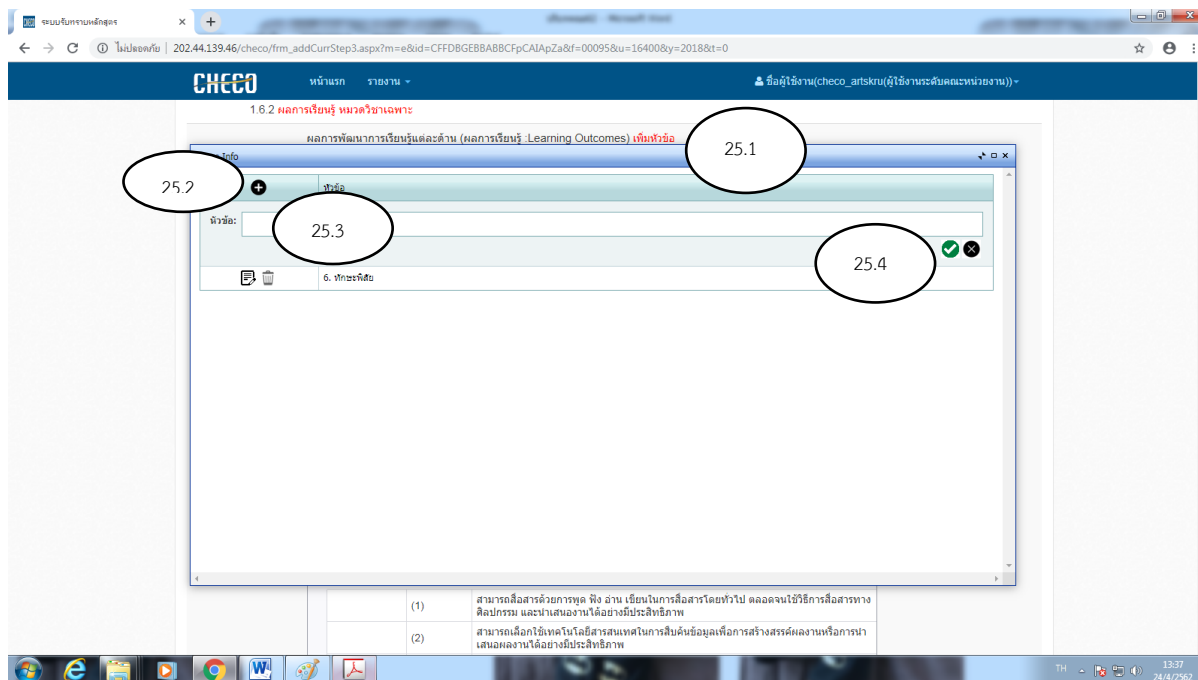 ระบบรับทราบหลักสูตร
ไม่ปลอดภัย | 202.44.139.46/checo/frm_addCurrStep3.aspx?m=e&id=CFFDBGEBBABBCFpCAIApZa&f=00095&u=16400&y=2018&t=0
CHECO หน้าแรก รายงาน ชื่อผู้ใช้งาน(checo_artskru(ผู้ใช้งานระดับคณะหน่วยงาน))
1.6.2 ผลการเรียนรู้ หมวดวิชาเฉพาะ
ผลการพัฒนาการเรียนรู้แต่ละด้าน (ผลการเรียนรู้ :Learning Outcomes) เพิ่มหัวข้อ
25.1
Info
25.2
หัวข้อ
หัวข้อ:
25.3
25.4
6. ทักษะพิสัย
(1) สามารถสื่อสารด้วยการพูด ฟัง อ่าน เขียนในการสื่อสารโดยทั่วไป ตลอดจนใช้วิธีการสื่อสารทาง
ศิลปกรรม และนำเสนองานได้อย่างมีประสิทธิภาพ
(2) สามารถเลือกใช้เทคโนโลยีสารสนเทศในการสืบค้นข้อมูลเพื่อการสร้างสรรค์ผลงานหรือการนำ
เสนอผลงานได้อย่างมีประสิทธิภาพ
TH 13:37
24/4/2562